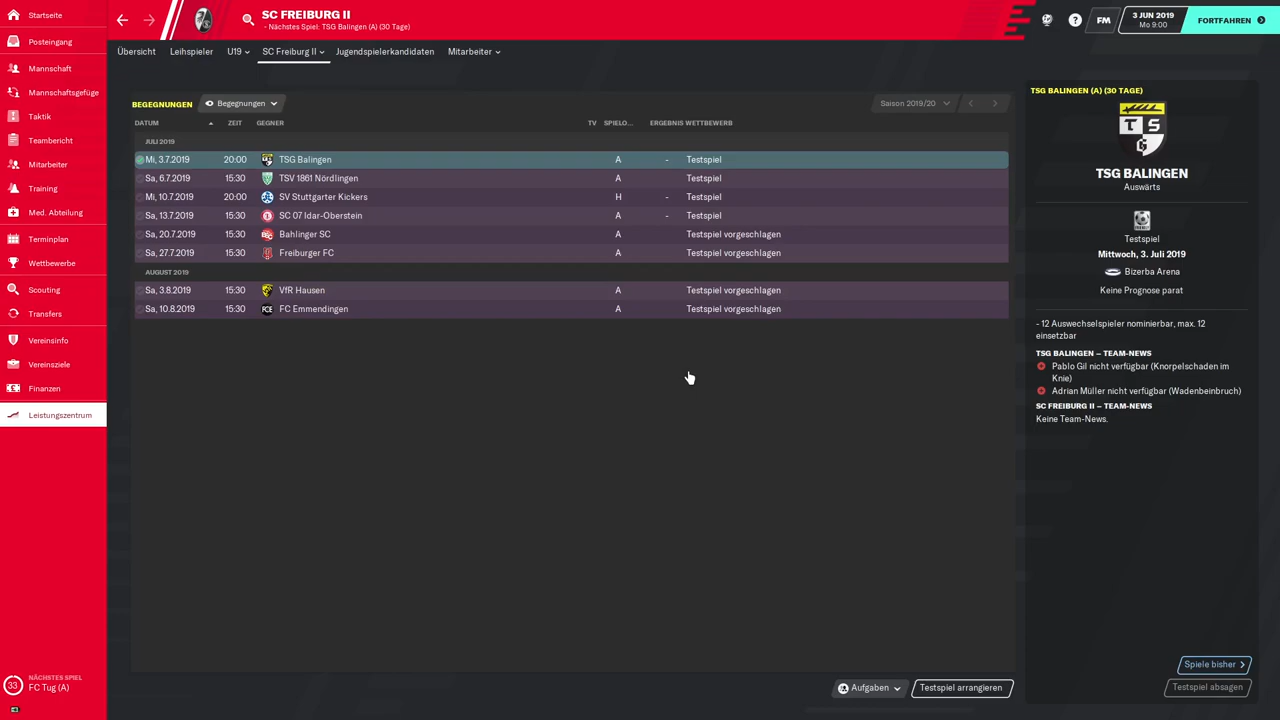 Startseite
Posteingang
Mannschaft
Mannschaftsgefüge
Taktik
Teambericht
Mitarbeiter
Training
Med. Abteilung
Terminplan
Wettbewerbe
Scouting
Transfers
Vereinsinfo
Vereinsziele
Finanzen
Leistungszentrum
33 NÄCHSTES SPIEL
FC Tug (A)
SC FREIBURG II
- Nächstes Spiel: TSG Balingen (A) (30 Tage)
? FM 3 JUN 2019 FORTFAHREN
Mo 9:00
Übersicht Leihspieler U19 SC Freiburg II Jugendspielerkandidaten Mitarbeiter
BEGEGNUNGEN Begegnungen Saison 2019/20
DATUM ZEIT GEGNER TV SPIELO... ERGEBNIS WETTBEWERB
JULI 2019
Mi, 3.7.2019 20:00 TSG Balingen A - Testspiel
Sa, 6.7.2019 15:30 TSV 1861 Nördlingen A Testspiel
Mi, 10.7.2019 20:00 SV Stuttgarter Kickers H - Testspiel
Sa, 13.7.2019 15:30 SC 07 Idar-Oberstein A - Testspiel
Sa, 20.7.2019 15:30 Bahlinger SC A Testspiel vorgeschlagen
Sa, 27.7.2019 15:30 Freiburger FC A Testspiel vorgeschlagen
AUGUST 2019
Sa, 3.8.2019 15:30 VfR Hausen A Testspiel vorgeschlagen
Sa, 10.8.2019 15:30 FC Emmendingen A Testspiel vorgeschlagen
Aufgaben Testspiel arrangieren
TSG BALINGEN (A) (30 TAGE)
TSG BALINGEN
Auswärts
Testspiel
Mittwoch, 3. Juli 2019
Bizerba Arena
Keine Prognose parat
- 12 Auswechselspieler nominierbar, max. 12
einsetzbar
TSG BALINGEN – TEAM-NEWS
Pablo Gil nicht verfügbar (Knorpelschaden im
Knie)
Adrian Müller nicht verfügbar (Wadenbeinbruch)
SC FREIBURG II – TEAM-NEWS
Keine Team-News.
Spiele bisher
Testspiel absagen